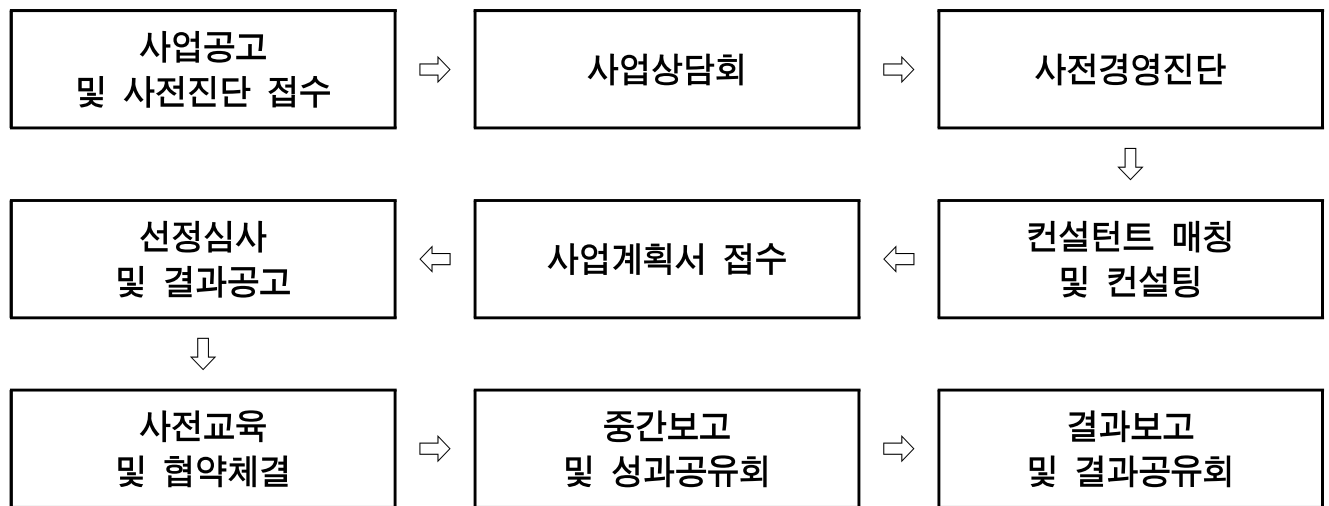 사업공고
및 사전진단 접수
사업상담회
사전경영진단
컨설턴트 매칭
및 컨설팅
사업계획서 접수
선정심사
및 결과공고
사전교육
및 협약체결
중간보고
및 성과공유회
결과보고
및 결과공유회